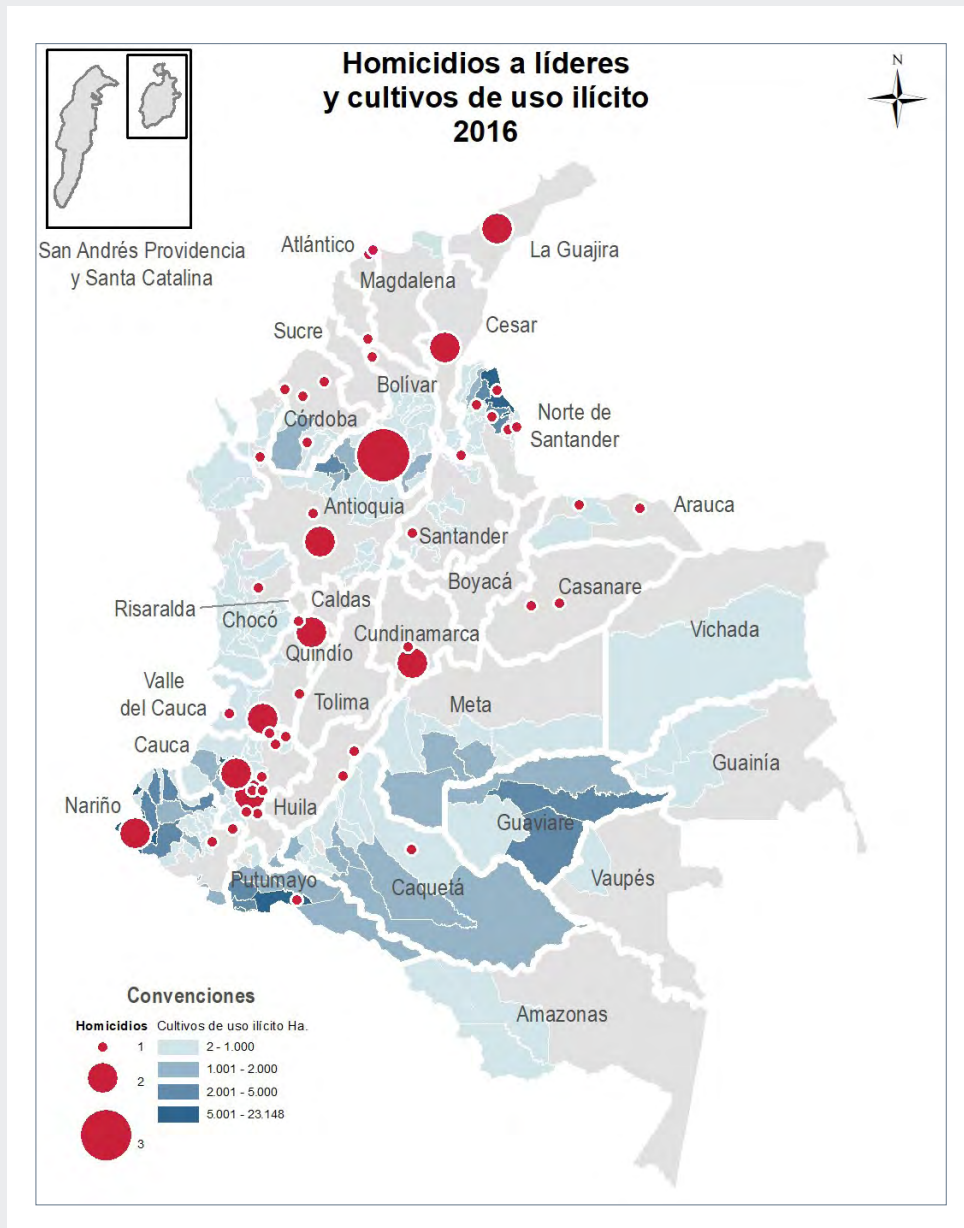 Homicidios a líderes
y cultivos de uso ilícito
2016
N
San Andrés Providencia
y Santa Catalina
Atlántico
La Guajira
Magdalena
Cesar
Sucre
Bolívar
Córdoba
Norte de
Santander
Antioquia
Arauca
Santander
Boyacá
Casanare
Risaralda
Caldas
Chocó
Cundinamarca
Quindío
Vichada
Valle
del Cauca
Tolima
Meta
Cauca
Guainía
Nariño
Huila
Guaviare
Putumayo
Caquetá
Vaupés
Amazonas
Convenciones
Homicidios Cultivos de uso ilícito Ha.
1 2 - 1.000
2 1.001 - 2.000
2.001 - 5.000
5.001 - 23.148
3